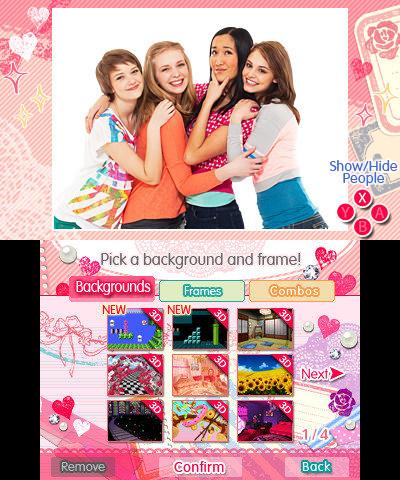 Show/Hide
People
X
Y
A
B
Pick a background and frame!
Backgrounds
Frames
Combos
NEW
NEW
3D
3D
3D
3D
3D
3D
3D
3D
3D
Next
1 / 4
Remove
Confirm
Back